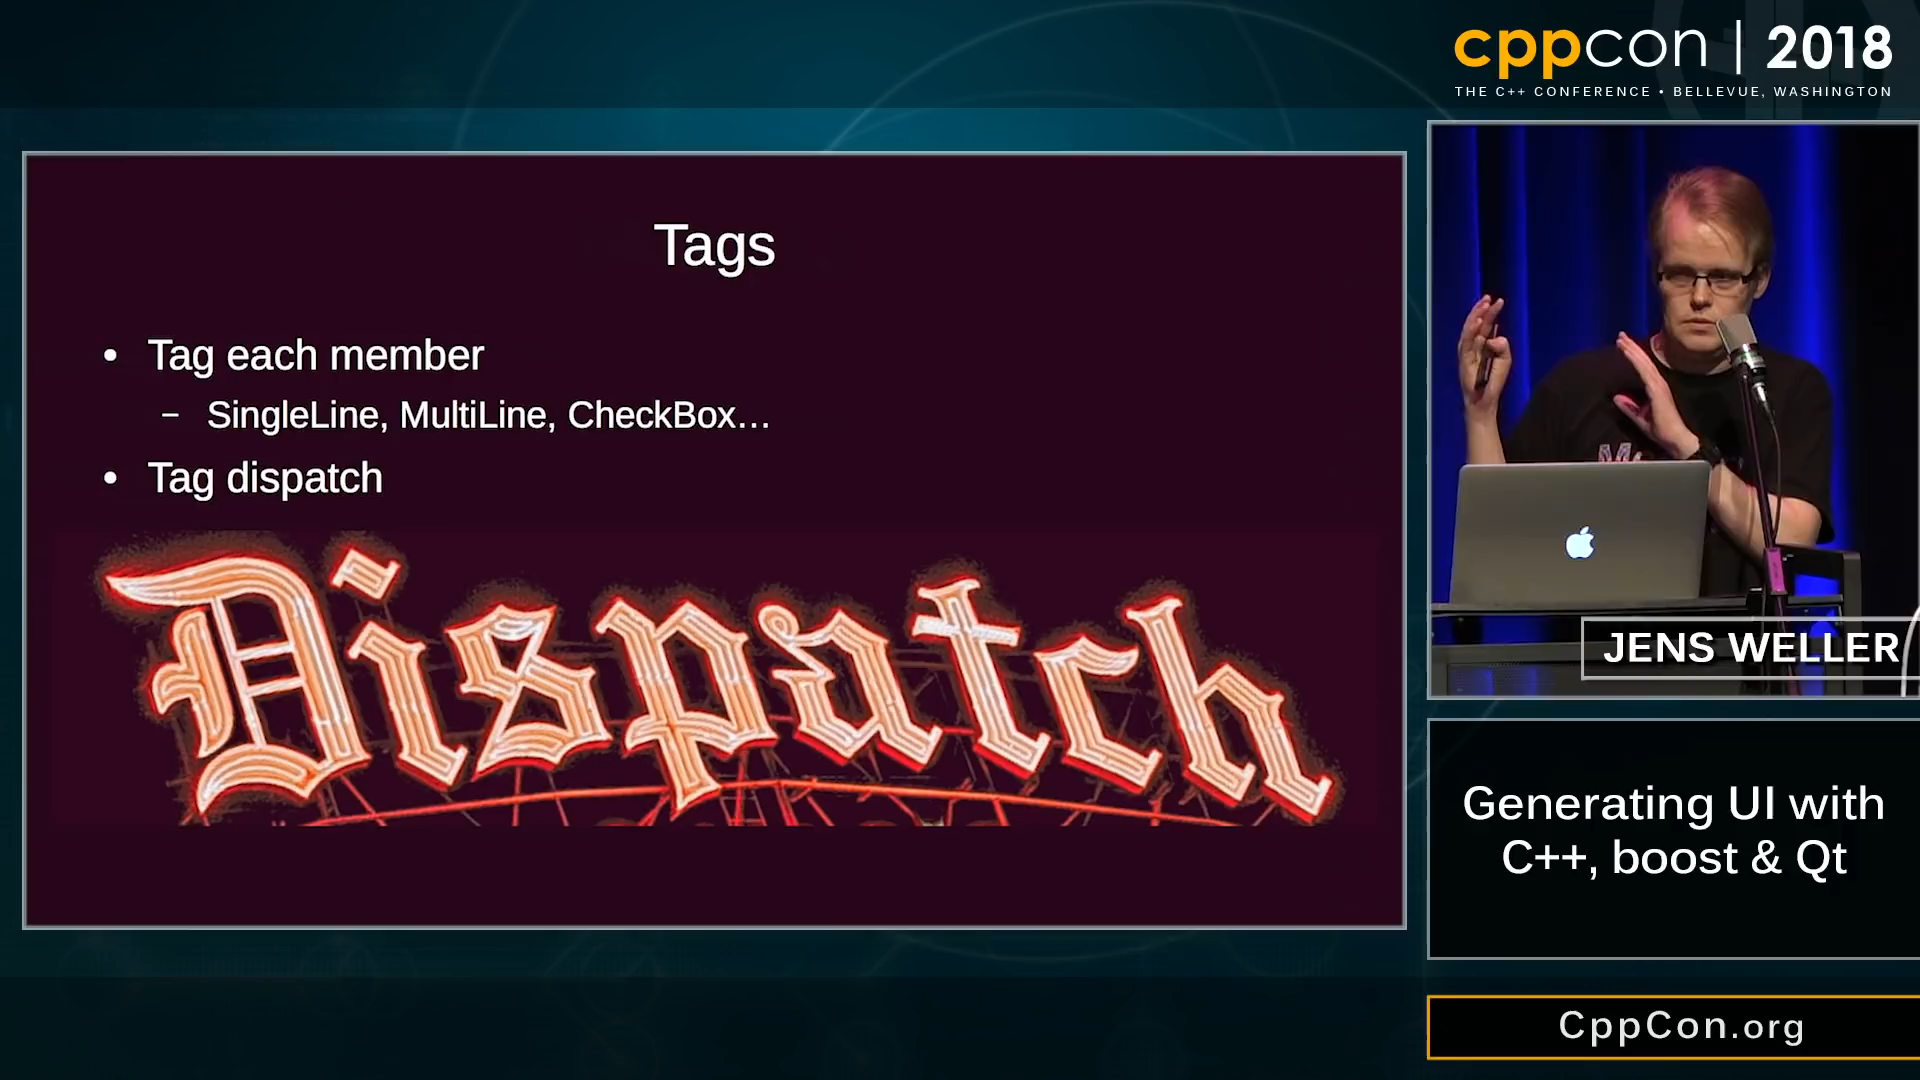 cppcon | 2018
THE C++ CONFERENCE • BELLEVUE, WASHINGTON
Tags
• Tag each member
– SingleLine, MultiLine, CheckBox...
• Tag dispatch
Dispatch
JENS WELLER
Generating UI with
C++, boost & Qt
CppCon.org